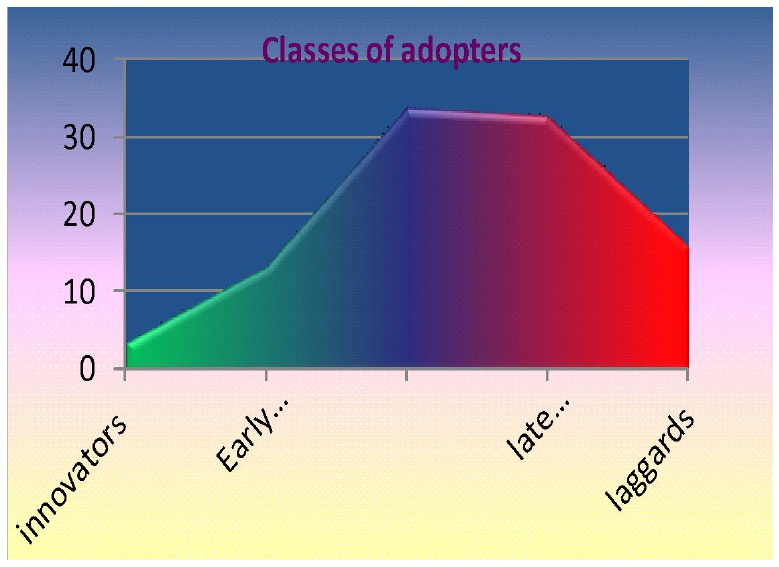 Classes of adopters
40
30
20
10
0
innovators
Early...
late...
laggards